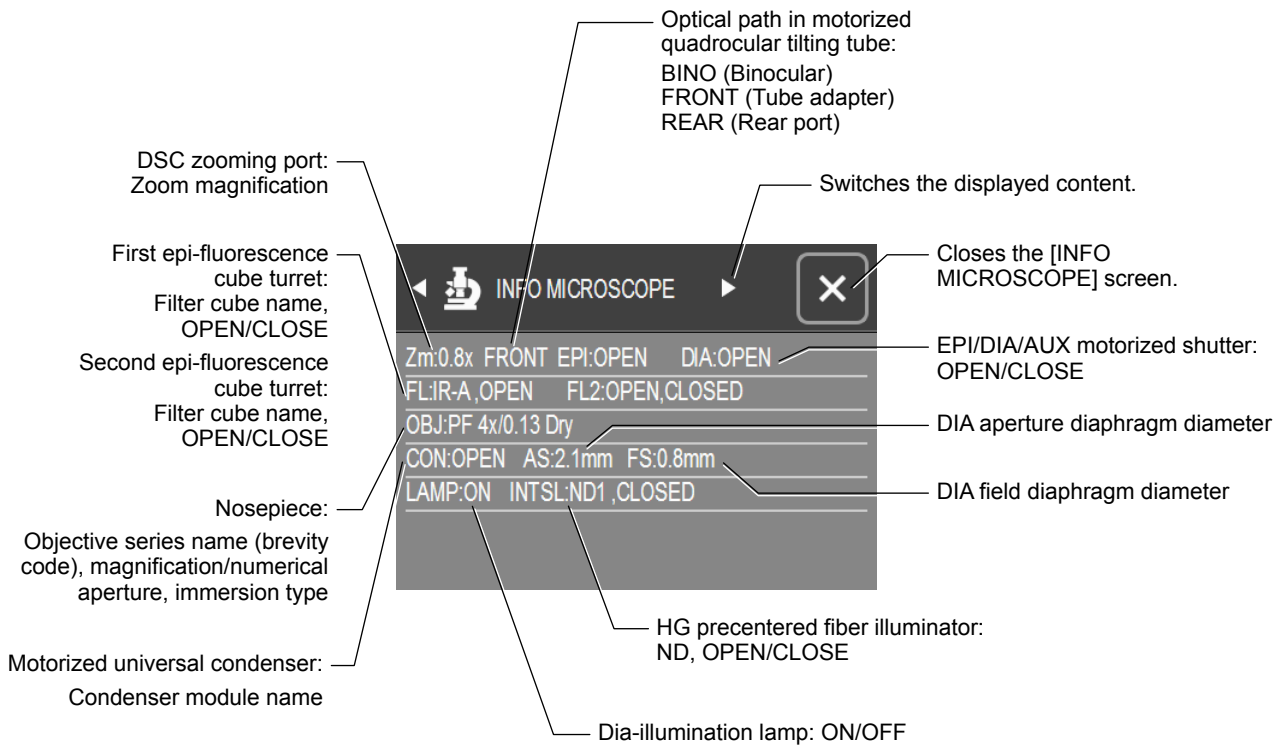 Optical path in motorized
quadrocular tilting tube:
BINO (Binocular)
FRONT (Tube adapter)
REAR (Rear port)
DSC zooming port:
Zoom magnification
Switches the displayed content.
First epi-fluorescence
cube turret:
Filter cube name,
OPEN/CLOSE
Second epi-fluorescence
cube turret:
Filter cube name,
OPEN/CLOSE
Nosepiece:
Objective series name (brevity
code), magnification/numerical
aperture, immersion type
Motorized universal condenser:
Condenser module name
INFO MICROSCOPE
Zm:0.8x FRONT EPI:OPEN DIA:OPEN
FL:IR-A ,OPEN FL2:OPEN,CLOSED
OBJ:PF 4x/0.13 Dry
CON:OPEN AS:2.1mm FS:0.8mm
LAMP:ON INTSL:ND1 ,CLOSED
Closes the [INFO
MICROSCOPE] screen.
EPI/DIA/AUX motorized shutter:
OPEN/CLOSE
DIA aperture diaphragm diameter
DIA field diaphragm diameter
HG precentered fiber illuminator:
ND, OPEN/CLOSE
Dia-illumination lamp: ON/OFF